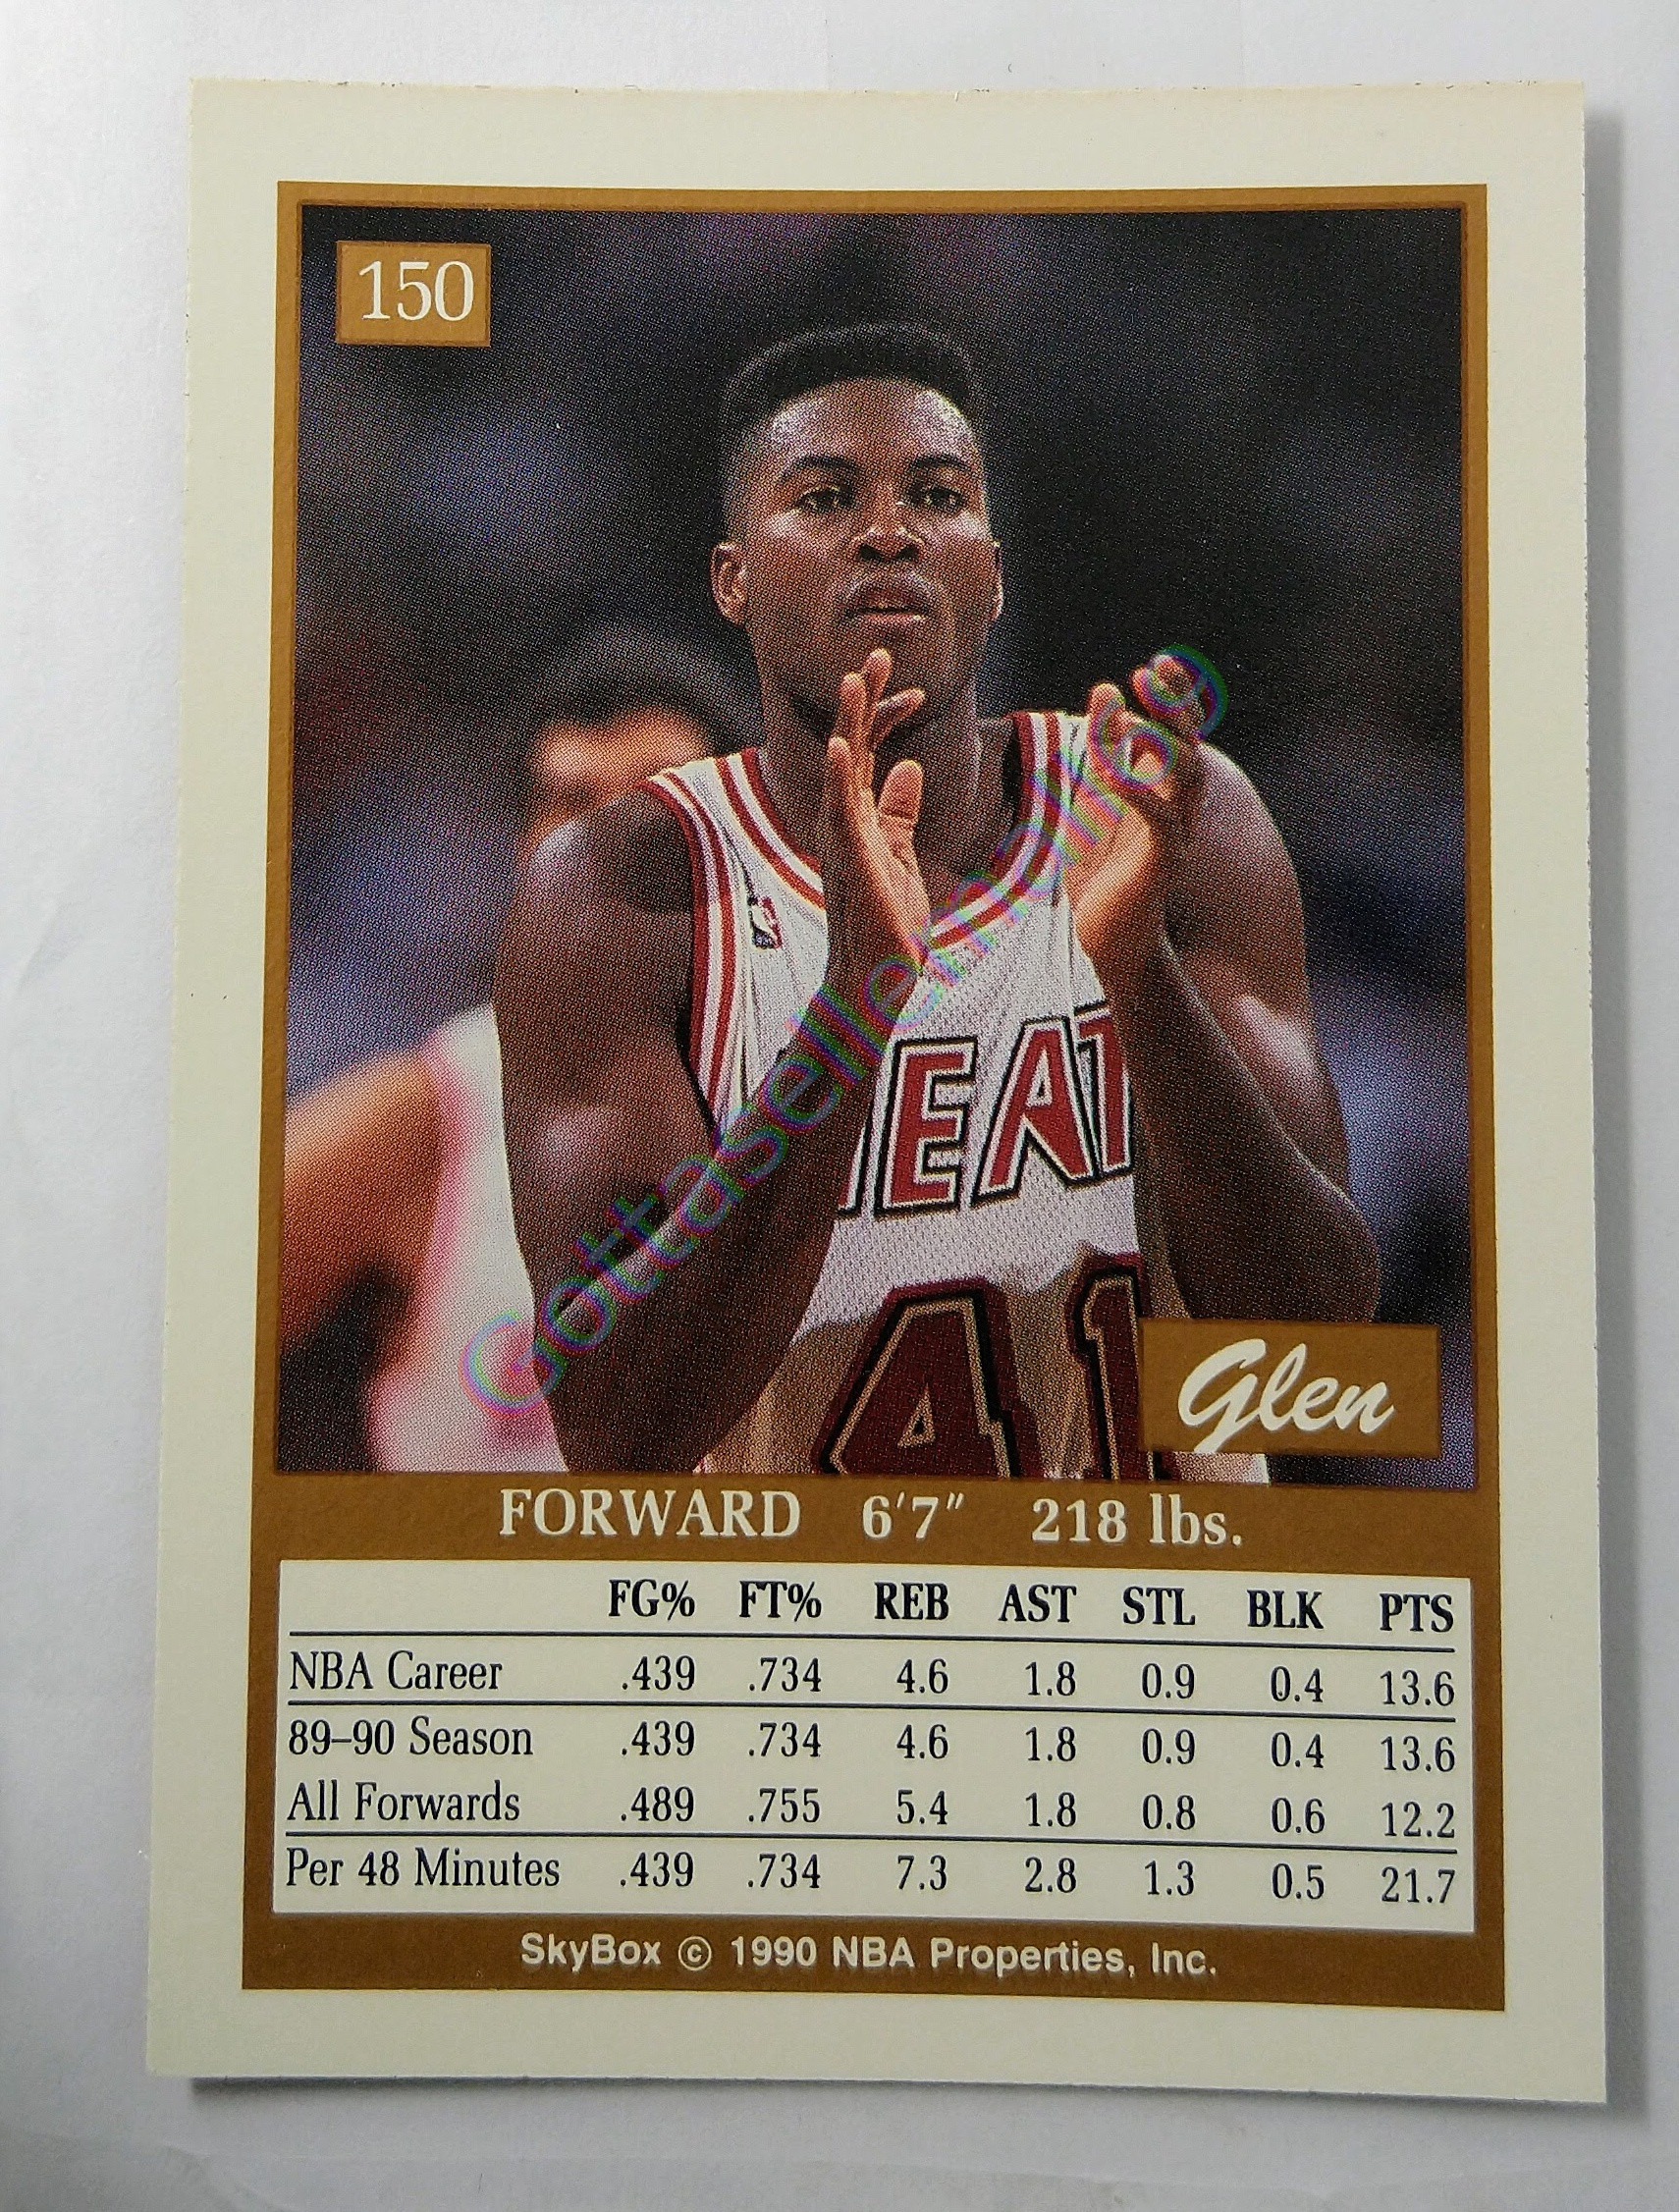 150
Gottasellemall69
HEAT
41
Glen
FORWARD 6'7" 218 lbs.
FG% FT% REB AST STL BLK PTS
NBA Career .439 .734 4.6 1.8 0.9 0.4 13.6
89–90 Season .439 .734 4.6 1.8 0.9 0.4 13.6
All Forwards .489 .755 5.4 1.8 0.8 0.6 12.2
Per 48 Minutes .439 .734 7.3 2.8 1.3 0.5 21.7
SkyBox © 1990 NBA Properties, Inc.